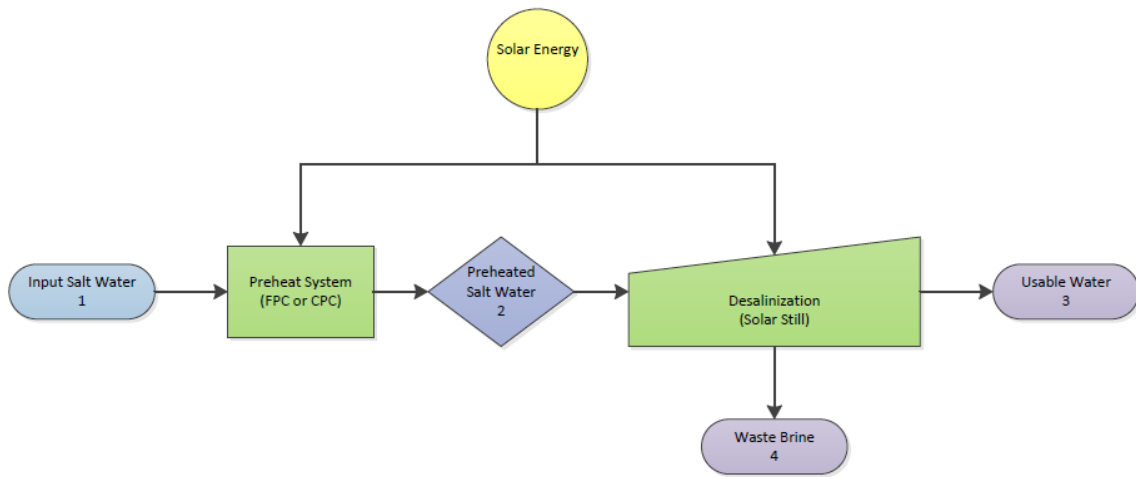 Solar Energy
Input Salt Water
1
Preheat System
(FPC or CPC)
Preheated
Salt Water
2
Desalinization
(Solar Still)
Usable Water
3
Waste Brine
4